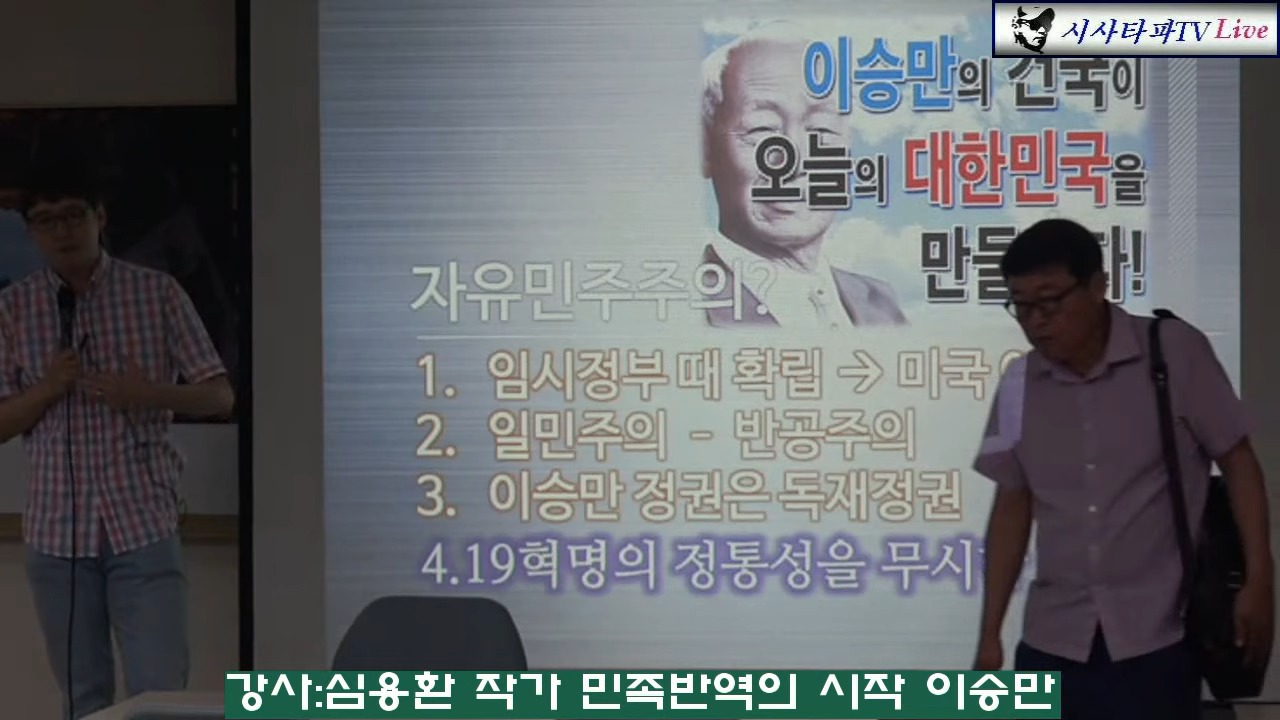 시사타파TV Live
이승만의 건국이
오늘의 대한민국을
자유민주주의?
1. 임시정부 때 확립 → 미국
2. 일민주의 - 반공주의
3. 이승만 정권은 독재정권
4.19혁명의 정통성을 무시
강사:심용환 작가 민족반역의 시작 이승만